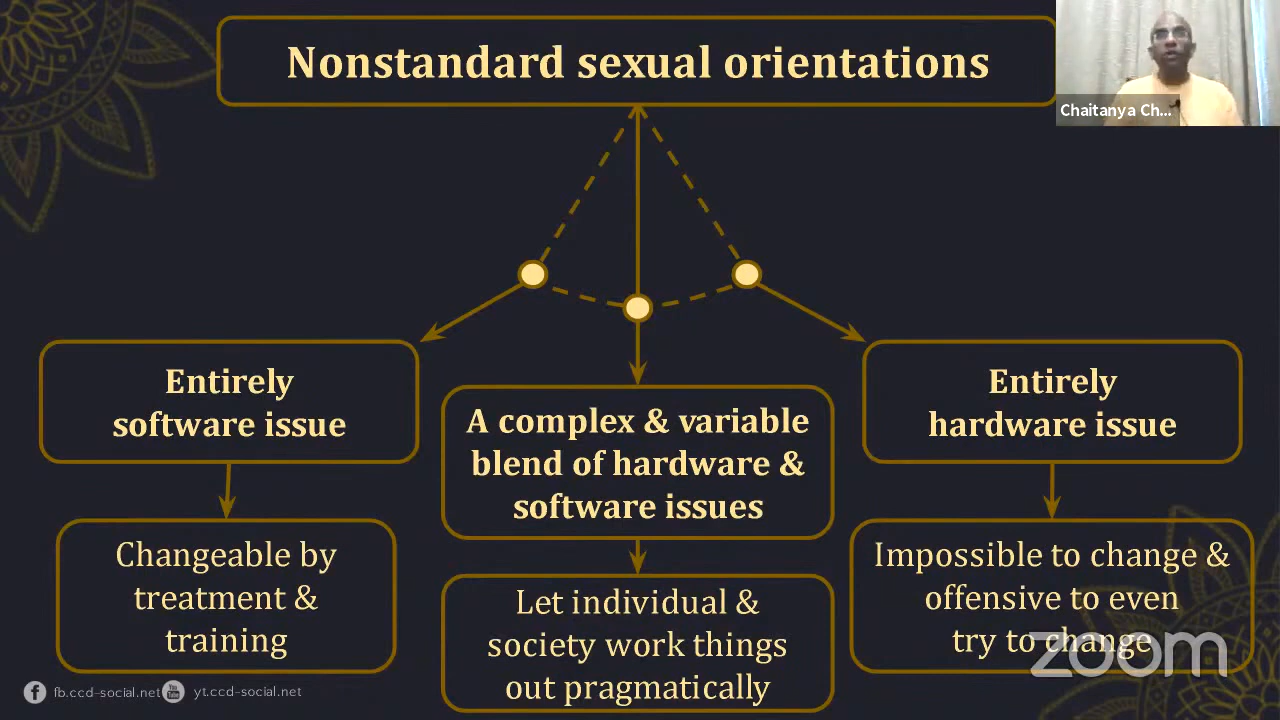 Nonstandard sexual orientations
Chaitanya Ch...
Entirely
software issue
A complex & variable
blend of hardware &
software issues
Entirely
hardware issue
Changeable by
treatment &
training
Let individual &
society work things
out pragmatically
Impossible to change &
offensive to even
try to change
zoom
fb.ccd-social.net
You
Tube
yt.ccd-social.net